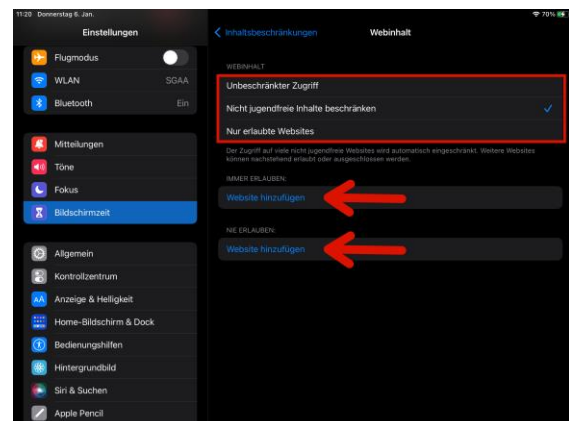 11:20 Donnerstag 6. Jan.
70%
Einstellungen
Flugmodus
WLAN SGAA
Bluetooth Ein
Mitteilungen
Töne
Fokus
Bildschirmzeit
Allgemein
Kontrollzentrum
AA Anzeige & Helligkeit
Home-Bildschirm & Dock
Bedienungshilfen
Hintergrundbild
Siri & Suchen
Apple Pencil
Inhaltsbeschränkungen Webinhalt
WEBINHALT
Unbeschränkter Zugriff
Nicht jugendfreie Inhalte beschränken
Nur erlaubte Websites
Der Zugriff auf viele nicht jugendfreie Websites wird automatisch eingeschränkt. Weitere Websites
können nachstehend erlaubt oder ausgeschlossen werden.
IMMER ERLAUBEN:
Website hinzufügen
NIE ERLAUBEN:
Website hinzufügen